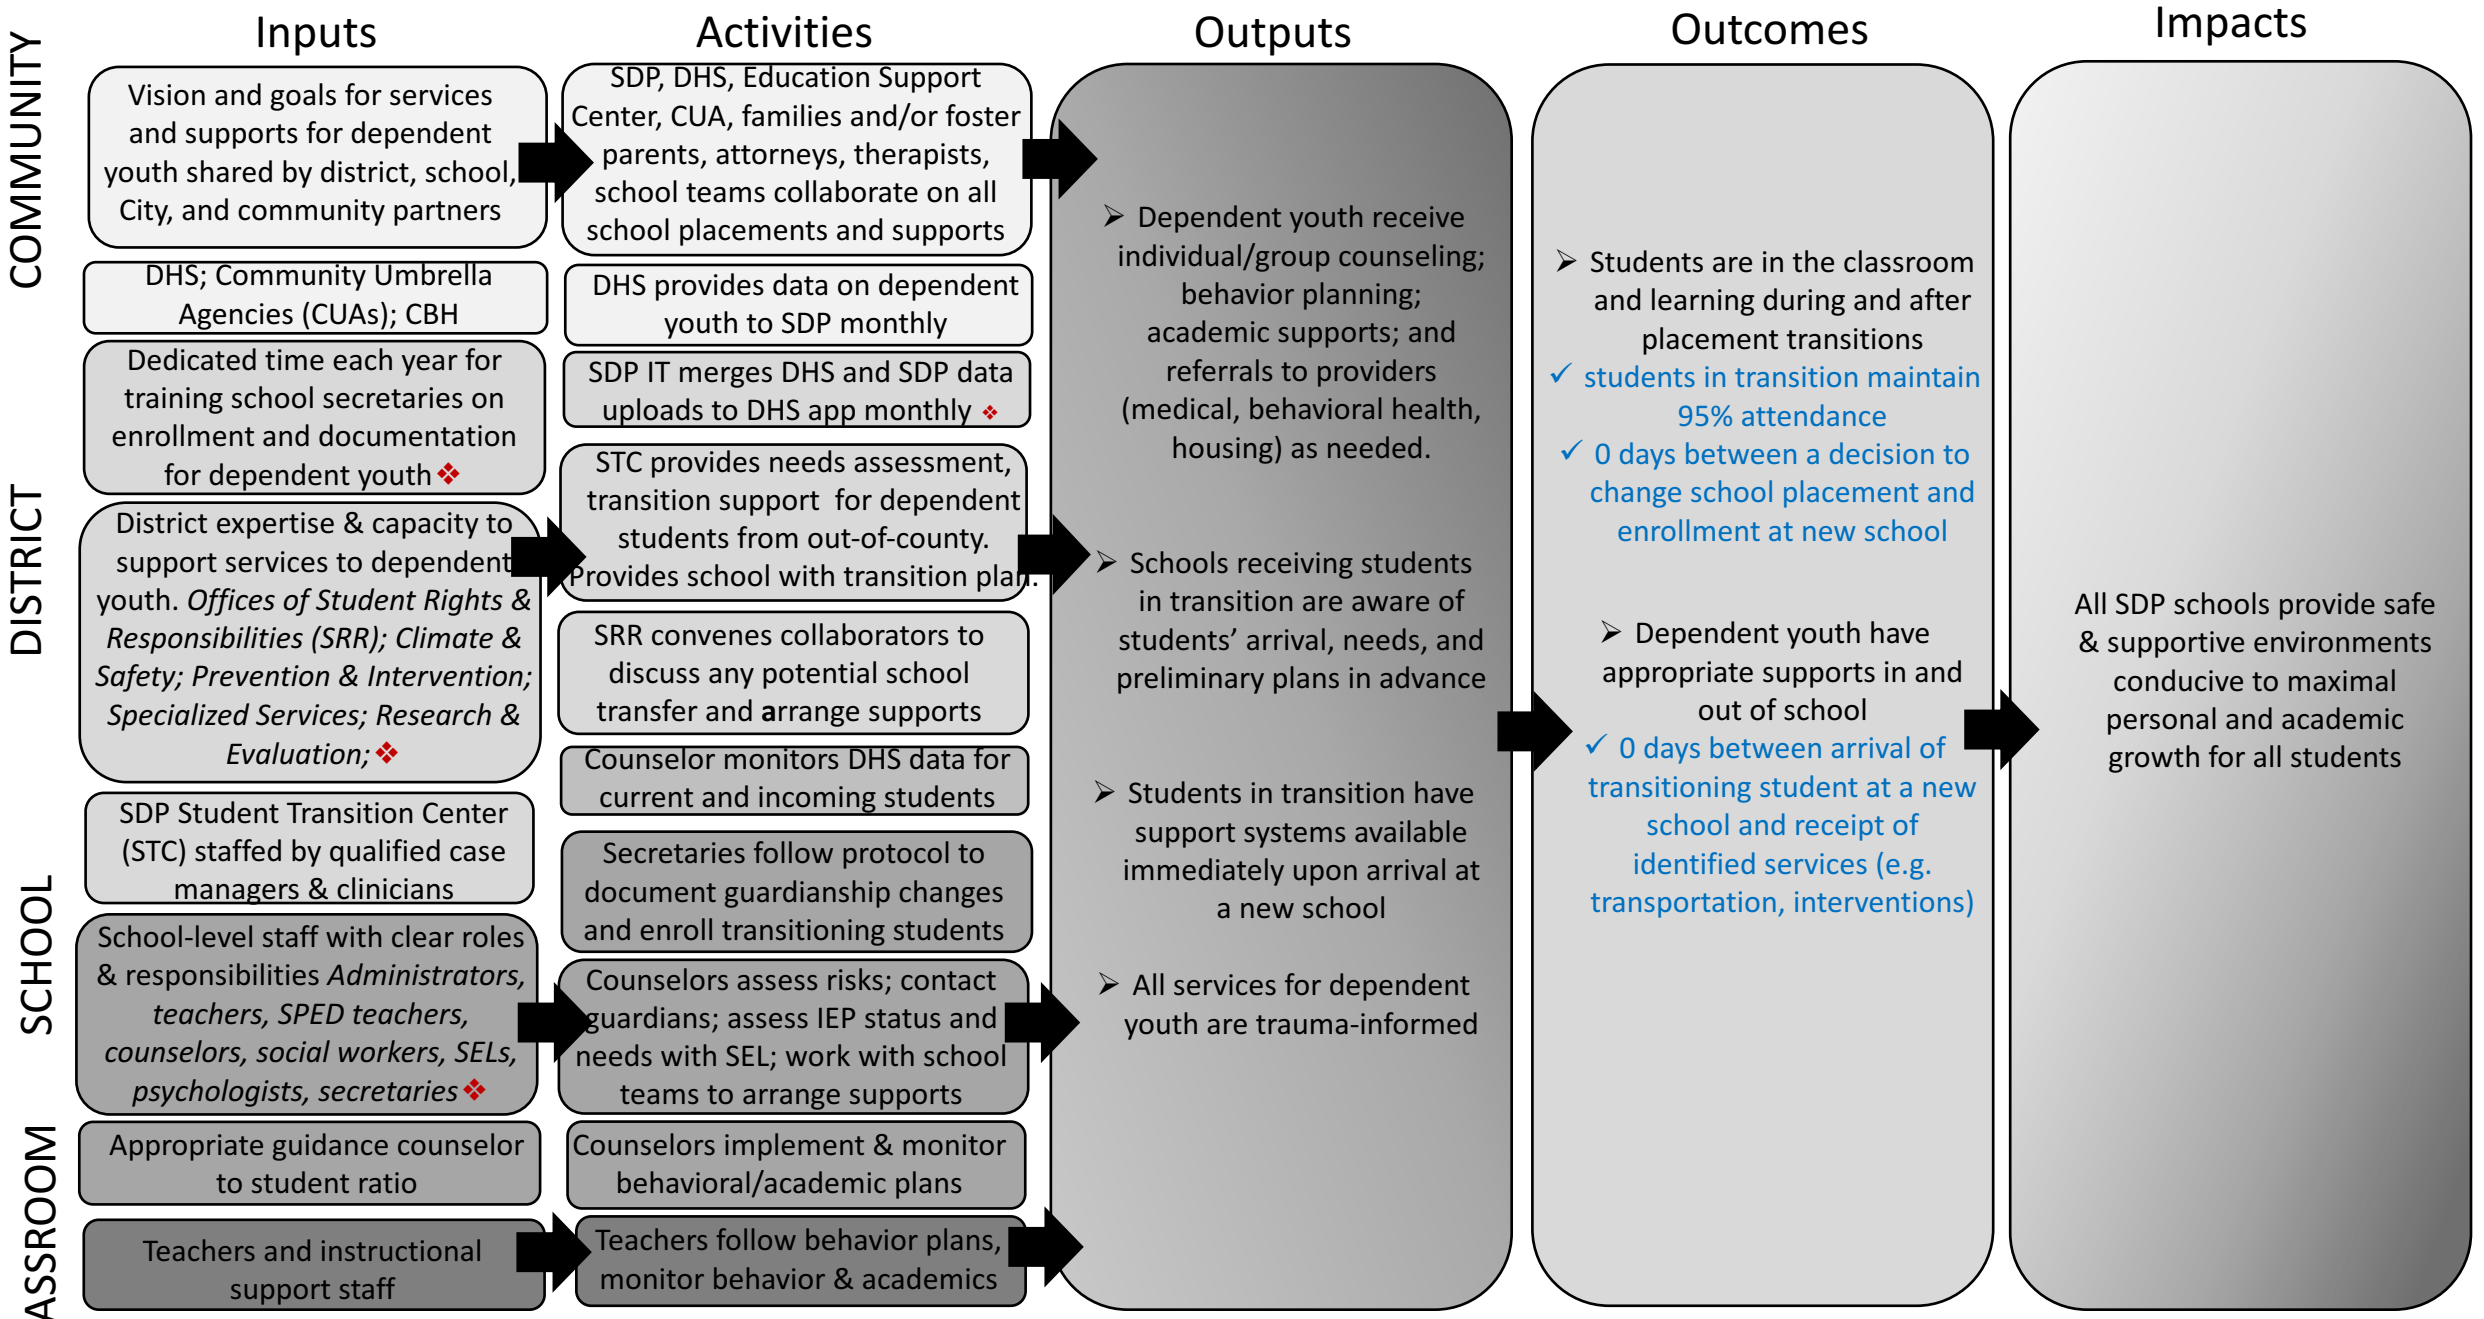 Inputs
Activities
Outputs
Outcomes
Impacts
COMMUNITY
DISTRICT
SCHOOL
ASSROOM
Vision and goals for services
and supports for dependent
youth shared by district, school,
City, and community partners
DHS; Community Umbrella
Agencies (CUAs); CBH
Dedicated time each year for
training school secretaries on
enrollment and documentation
for dependent youth ❖
District expertise & capacity to
support services to dependent
youth. Offices of Student Rights &
Responsibilities (SRR); Climate &
Safety; Prevention & Intervention;
Specialized Services; Research &
Evaluation; ❖
SDP Student Transition Center
(STC) staffed by qualified case
managers & clinicians
School-level staff with clear roles
& responsibilities Administrators,
teachers, SPED teachers,
counselors, social workers, SELs,
psychologists, secretaries ❖
Appropriate guidance counselor
to student ratio
Teachers and instructional
support staff
SDP, DHS, Education Support
Center, CUA, families and/or foster
parents, attorneys, therapists,
school teams collaborate on all
school placements and supports
DHS provides data on dependent
youth to SDP monthly
SDP IT merges DHS and SDP data
uploads to DHS app monthly ❖
STC provides needs assessment,
transition support for dependent
students from out-of-county.
Provides school with transition plan.
SRR convenes collaborators to
discuss any potential school
transfer and arrange supports
Counselor monitors DHS data for
current and incoming students
Secretaries follow protocol to
document guardianship changes
and enroll transitioning students
Counselors assess risks; contact
guardians; assess IEP status and
needs with SEL; work with school
teams to arrange supports
Counselors implement & monitor
behavioral/academic plans
Teachers follow behavior plans,
monitor behavior & academics
➢ Dependent youth receive
individual/group counseling;
behavior planning;
academic supports; and
referrals to providers
(medical, behavioral health,
housing) as needed.
➢ Schools receiving students
in transition are aware of
students’ arrival, needs, and
preliminary plans in advance
➢ Students in transition have
support systems available
immediately upon arrival at
a new school
➢ All services for dependent
youth are trauma-informed
➢ Students are in the classroom
and learning during and after
placement transitions
✓ students in transition maintain
95% attendance
✓ 0 days between a decision to
change school placement and
enrollment at new school
➢ Dependent youth have
appropriate supports in and
out of school
✓ 0 days between arrival of
transitioning student at a new
school and receipt of
identified services (e.g.
transportation, interventions)
All SDP schools provide safe
& supportive environments
conducive to maximal
personal and academic
growth for all students